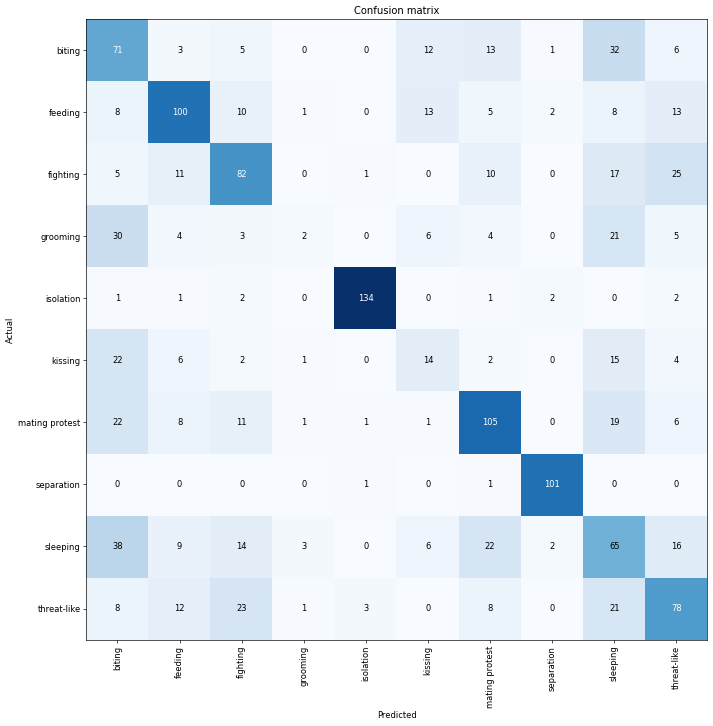 Confusion matrix
biting 71 3 5 0 0 12 13 1 32 6
feeding 8 100 10 1 0 13 5 2 8 13
fighting 5 11 82 0 1 0 10 0 17 25
grooming 30 4 3 2 0 6 4 0 21 5
isolation 1 1 2 0 134 0 1 2 0 2
kissing 22 6 2 1 0 14 2 0 15 4
mating protest 22 8 11 1 1 1 105 0 19 6
separation 0 0 0 0 1 0 1 101 0 0
sleeping 38 9 14 3 0 6 22 2 65 16
threat-like 8 12 23 1 3 0 8 0 21 78
Actual
biting feeding fighting grooming isolation kissing mating protest separation sleeping threat-like
Predicted